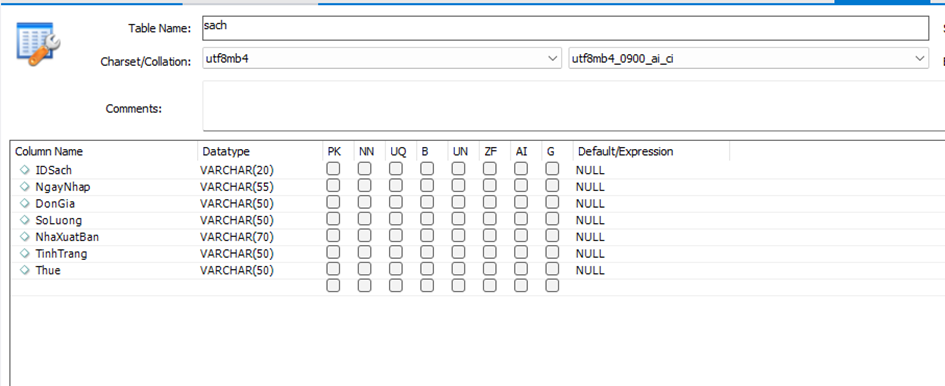 Table Name: sach
Charset/Collation: utf8mb4 utf8mb4_0900_ai_ci
Comments:
Column Name Datatype PK NN UQ B UN ZF AI G Default/Expression
IDSach VARCHAR(20) NULL
NgayNhap VARCHAR(55) NULL
DonGia VARCHAR(50) NULL
SoLuong VARCHAR(50) NULL
NhaXuatBan VARCHAR(70) NULL
TinhTrang VARCHAR(50) NULL
Thue VARCHAR(50) NULL